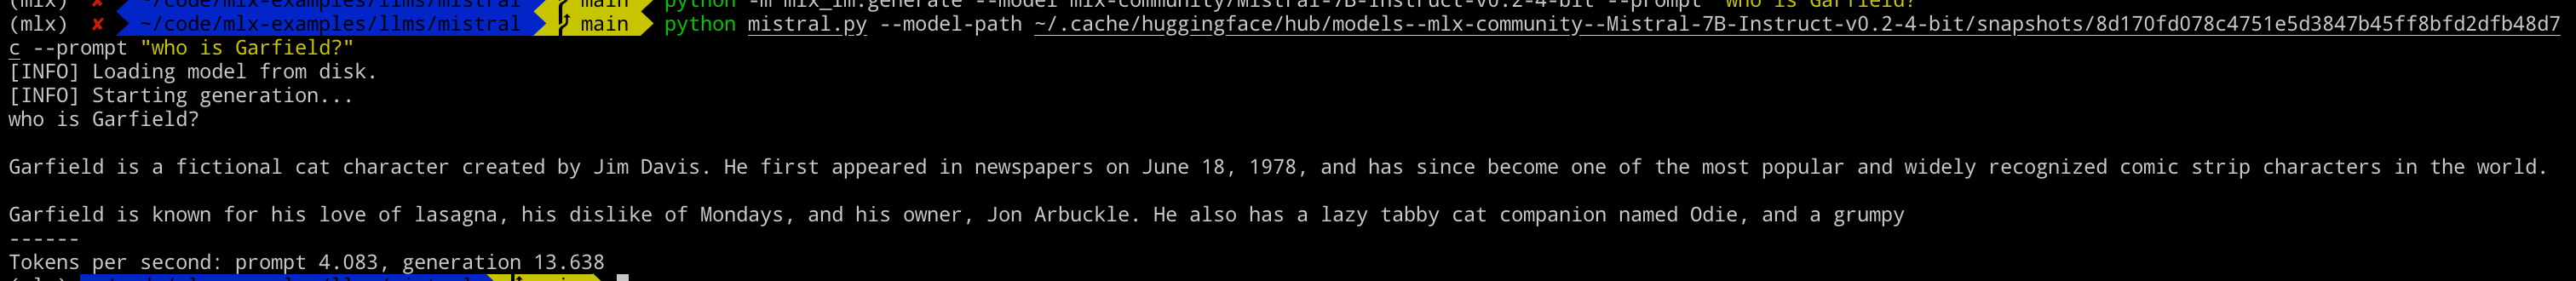 (mlx) ✘ ~/code/mlx-examples/llms/mistral main python -m mlx_lm.generate --model mlx-community/Mistral-7B-Instruct-v0.2-4-bit --prompt "who is Garfield?"
(mlx) ✘ ~/code/mlx-examples/llms/mistral main python mistral.py --model-path ~/.cache/huggingface/hub/models--mlx-community--Mistral-7B-Instruct-v0.2-4-bit/snapshots/8d170fd078c4751e5d3847b45ff8bfd2dfb48d7
c --prompt "who is Garfield?"
[INFO] Loading model from disk.
[INFO] Starting generation...
who is Garfield?
Garfield is a fictional cat character created by Jim Davis. He first appeared in newspapers on June 18, 1978, and has since become one of the most popular and widely recognized comic strip characters in the world.
Garfield is known for his love of lasagna, his dislike of Mondays, and his owner, Jon Arbuckle. He also has a lazy tabby cat companion named Odie, and a grumpy
------
Tokens per second: prompt 4.083, generation 13.638
(mlx)